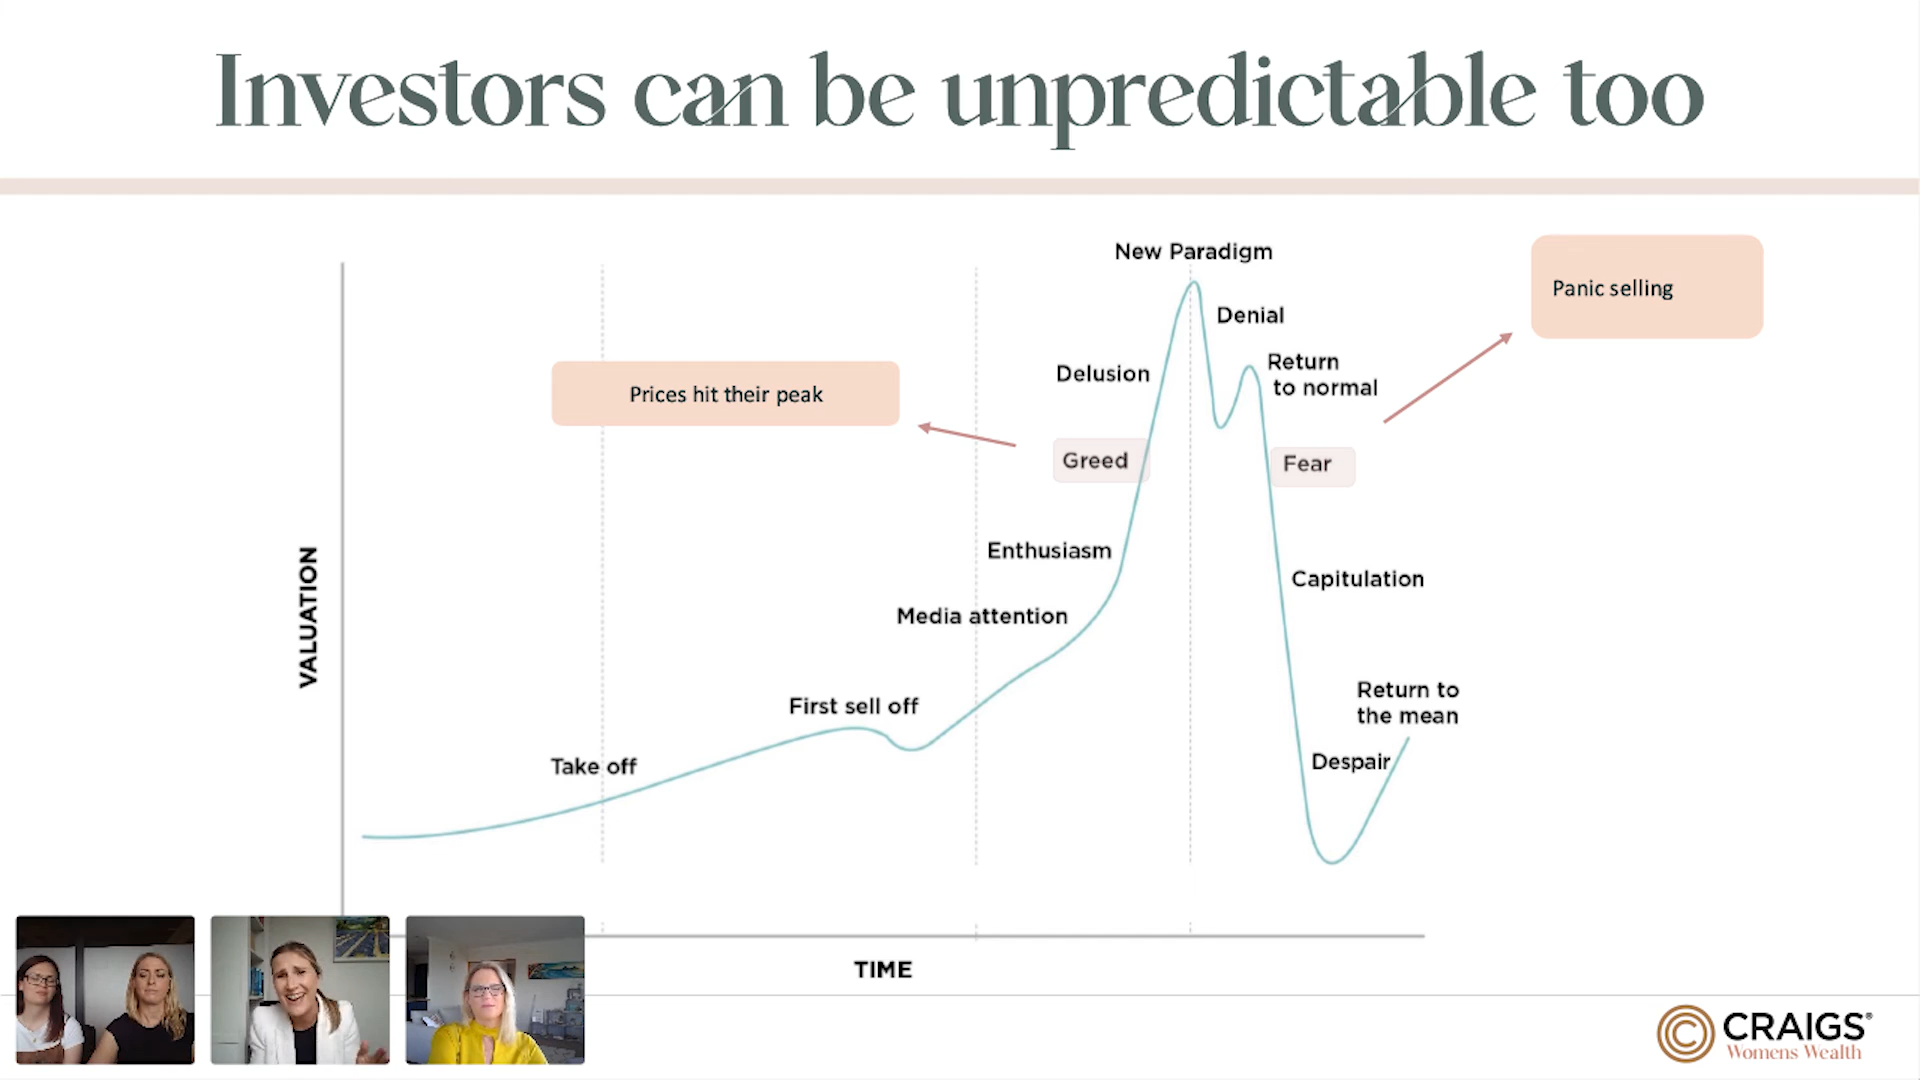 Investors can be unpredictable too
New Paradigm
Panic selling
Denial
Return
to normal
Delusion
Prices hit their peak
Greed
Fear
Enthusiasm
Capitulation
Media attention
VALUATION
Return to
the mean
First sell off
Despair
Take off
TIME
CRAIGS®
Womens Wealth